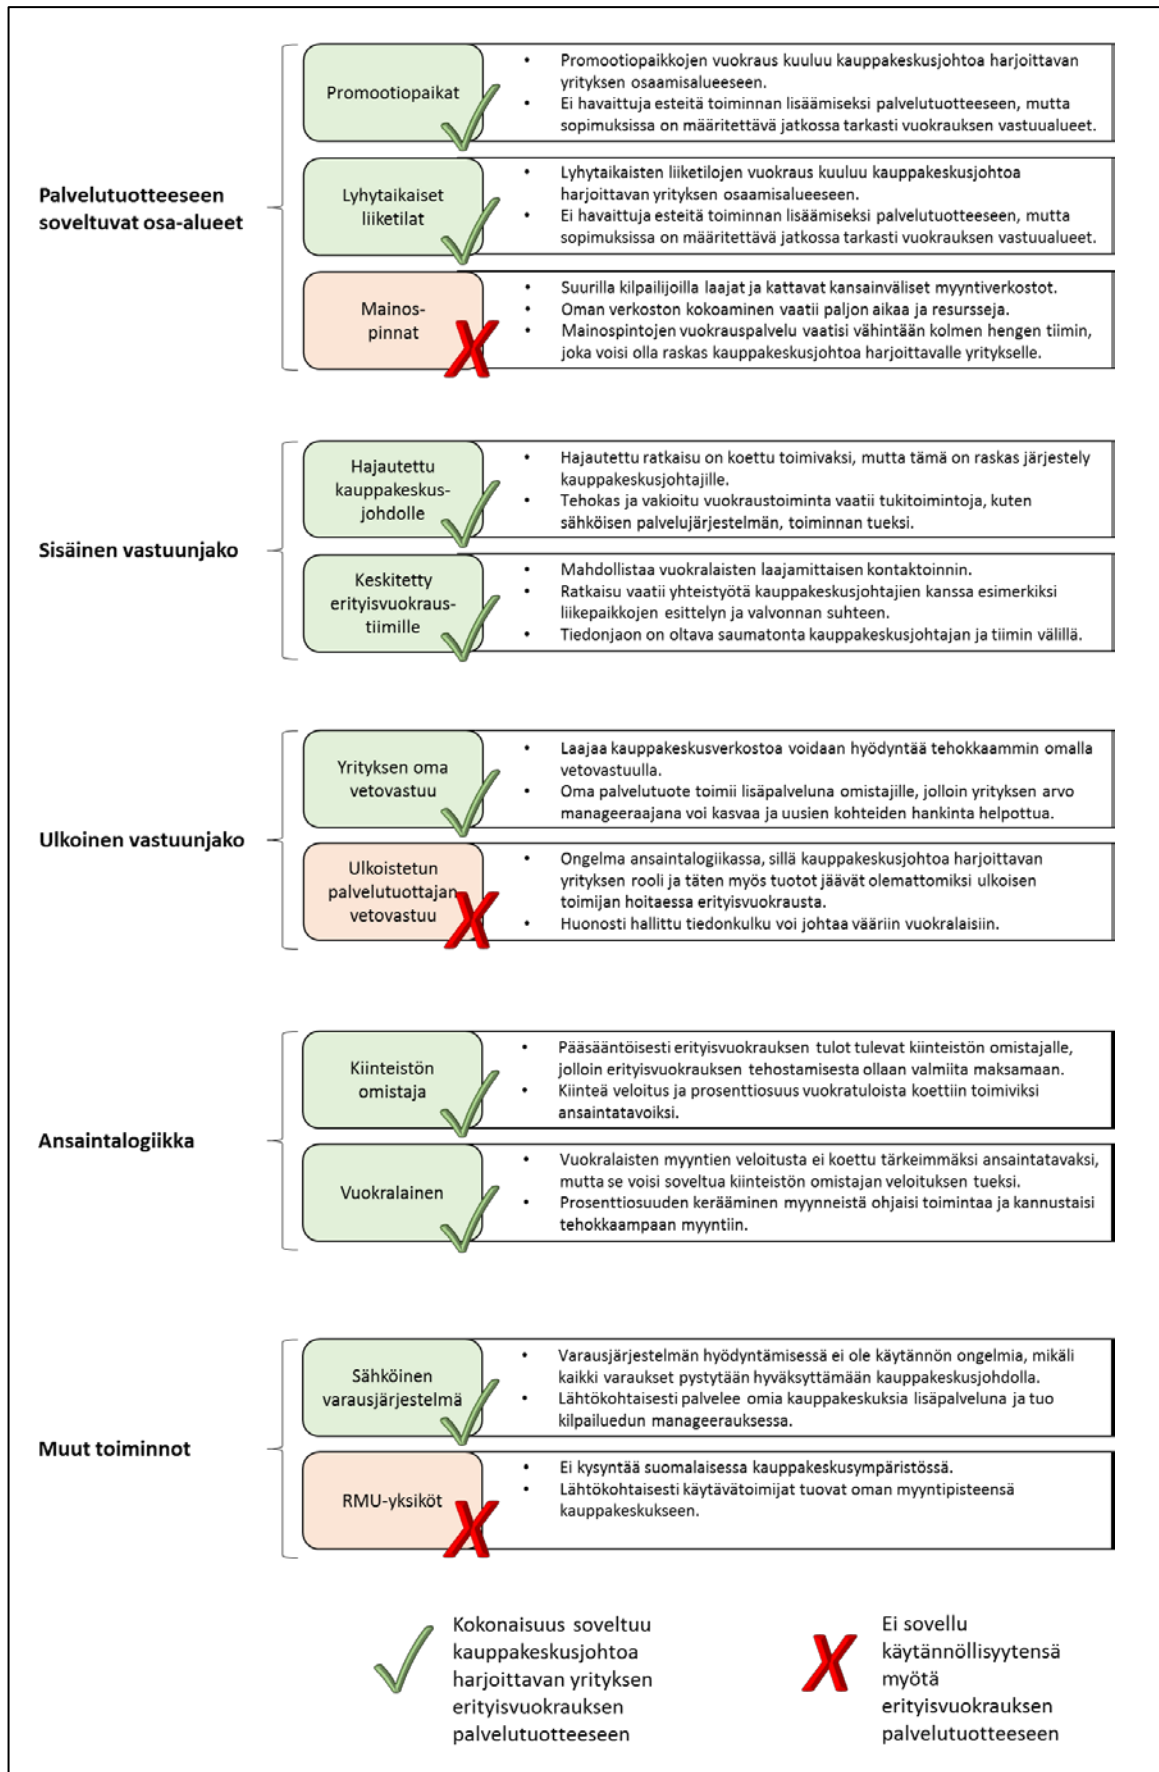 Palvelutuotteeseen
soveltuvat osa-alueet
Promootiopaikat
• Promootiopaikkojen vuokraus kuuluu kauppakeskusjohtoa harjoittavan
yrityksen osaamisalueeseen.
• Ei havaittuja esteitä toiminnan lisäämiseksi palvelutuotteeseen, mutta
sopimuksissa on määritettävä jatkossa tarkasti vuokrauksen vastuualueet.
Lyhytaikaiset
liiketilat
• Lyhytaikaisten liiketilojen vuokraus kuuluu kauppakeskusjohtoa
harjoittavan yrityksen osaamisalueeseen.
• Ei havaittuja esteitä toiminnan lisäämiseksi palvelutuotteeseen, mutta
sopimuksissa on määritettävä jatkossa tarkasti vuokrauksen vastuualueet.
Mainos-
pinnat
• Suurilla kilpailijoilla laajat ja kattavat kansainväliset myyntiverkostot.
• Oman verkoston kokoaminen vaatii paljon aikaa ja resursseja.
• Mainospintojen vuokrauspalvelu vaatisi vähintään kolmen hengen tiimin,
joka voisi olla raskas kauppakeskusjohtoa harjoittavalle yritykselle.
Sisäinen vastuunjako
Hajautettu
kauppakeskus-
johdolle
• Hajautettu ratkaisu on koettu toimivaksi, mutta tämä on raskas järjestely
kauppakeskusjohtajille.
• Tehokas ja vakioitu vuokraustoiminta vaatii tukitoimintoja, kuten
sähköisen palvelujärjestelmän, toiminnan tueksi.
Keskitetty
erityisvuokraus-
tiimille
• Mahdollistaa vuokralaisten laajamittaisen kontaktoinnin.
• Ratkaisu vaatii yhteistyötä kauppakeskusjohtajien kanssa esimerkiksi
liikepaikkojen esittelyn ja valvonnan suhteen.
• Tiedonjaon on oltava saumatonta kauppakeskusjohtajan ja tiimin välillä.
Ulkoinen vastuunjako
Yrityksen oma
vetovastuu
• Laajaa kauppakeskusverkostoa voidaan hyödyntää tehokkaammin omalla
vetovastuulla.
• Oma palvelutuote toimii lisäpalveluna omistajille, jolloin yrityksen arvo
manageeraajana voi kasvaa ja uusien kohteiden hankinta helpottua.
Ulkoistetun
palvelutuottajan
vetovastuu
• Ongelma ansaintalogiikassa, sillä kauppakeskusjohtoa harjoittavan
yrityksen rooli ja täten myös tuotot jäävät olemattomiksi ulkoisen
toimijan hoitaessa erityisvuokrausta.
• Huonosti hallittu tiedonkulku voi johtaa vääriin vuokralaisiin.
Ansaintalogiikka
Kiinteistön
omistaja
• Pääsääntöisesti erityisvuokrauksen tulot tulevat kiinteistön omistajalle,
jolloin erityisvuokrauksen tehostamisesta ollaan valmiita maksamaan.
• Kiinteä veloitus ja prosenttiosuus vuokratuloista koettiin toimiviksi
ansaintatavoiksi.
Vuokralainen
• Vuokralaisten myyntien veloitusta ei koettu tärkeimmäksi ansaintatavaksi,
mutta se voisi soveltua kiinteistön omistajan veloituksen tueksi.
• Prosenttiosuuden kerääminen myynneistä ohjaisi toimintaa ja kannustaisi
tehokkaampaan myyntiin.
Muut toiminnot
Sähköinen
varausjärjestelmä
• Varausjärjestelmän hyödyntämisessä ei ole käytännön ongelmia, mikäli
kaikki varaukset pystytään hyväksyttämään kauppakeskusjohdolla.
• Lähtökohtaisesti palvelee omia kauppakeskuksia lisäpalveluna ja tuo
kilpailuedun manageerauksessa.
RMU-yksiköt
• Ei kysyntää suomalaisessa kauppakeskusympäristössä.
• Lähtökohtaisesti käytävätoimijat tuovat oman myyntipisteensä
kauppakeskukseen.
Kokonaisuus soveltuu
kauppakeskusjohtoa
harjoittavan yrityksen
erityisvuokrauksen
palvelutuotteeseen
Ei sovellu
käytännöllisyytensä
myötä
erityisvuokrauksen
palvelutuotteeseen